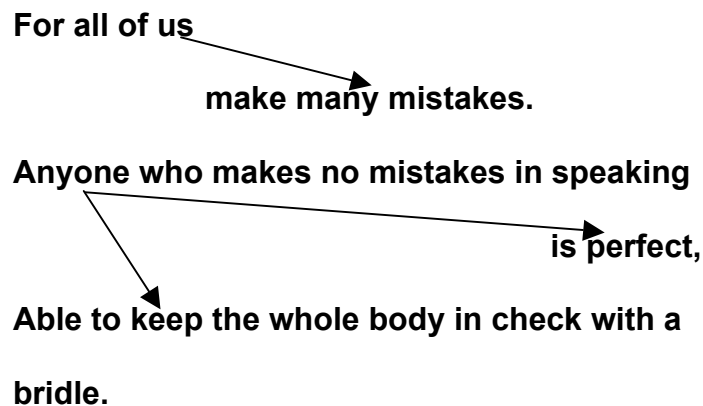 For all of us
make many mistakes.
Anyone who makes no mistakes in speaking
is perfect,
Able to keep the whole body in check with a
bridle.